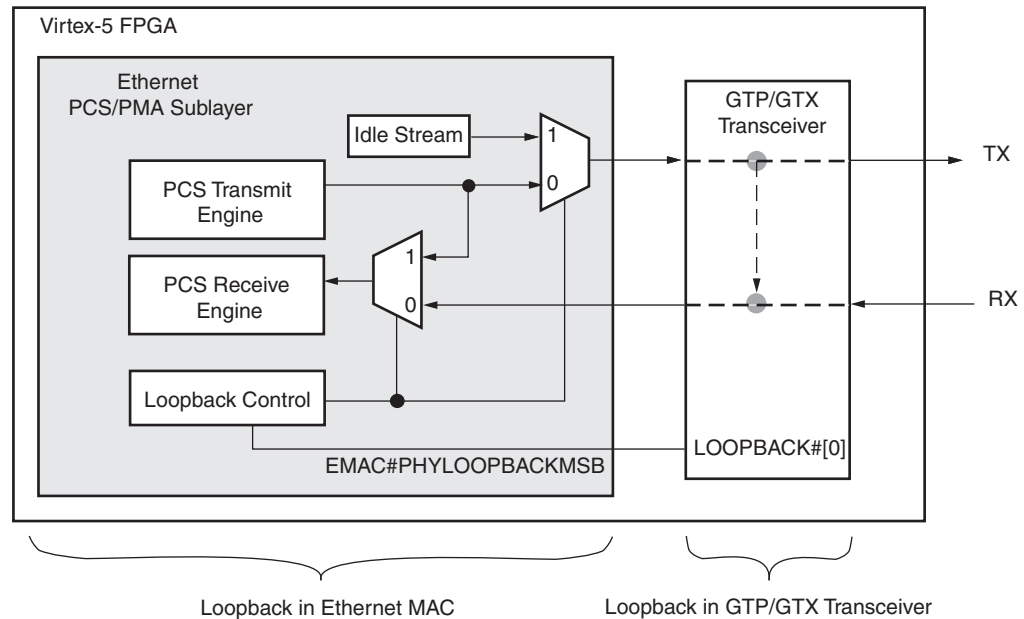 Virtex-5 FPGA
Ethernet
PCS/PMA Sublayer
Idle Stream
1
0
PCS Transmit
Engine
PCS Receive
Engine
1
0
Loopback Control
EMAC#PHYLOOPBACKMSB
GTP/GTX
Transceiver
LOOPBACK#[0]
TX
RX
Loopback in Ethernet MAC
Loopback in GTP/GTX Transceiver